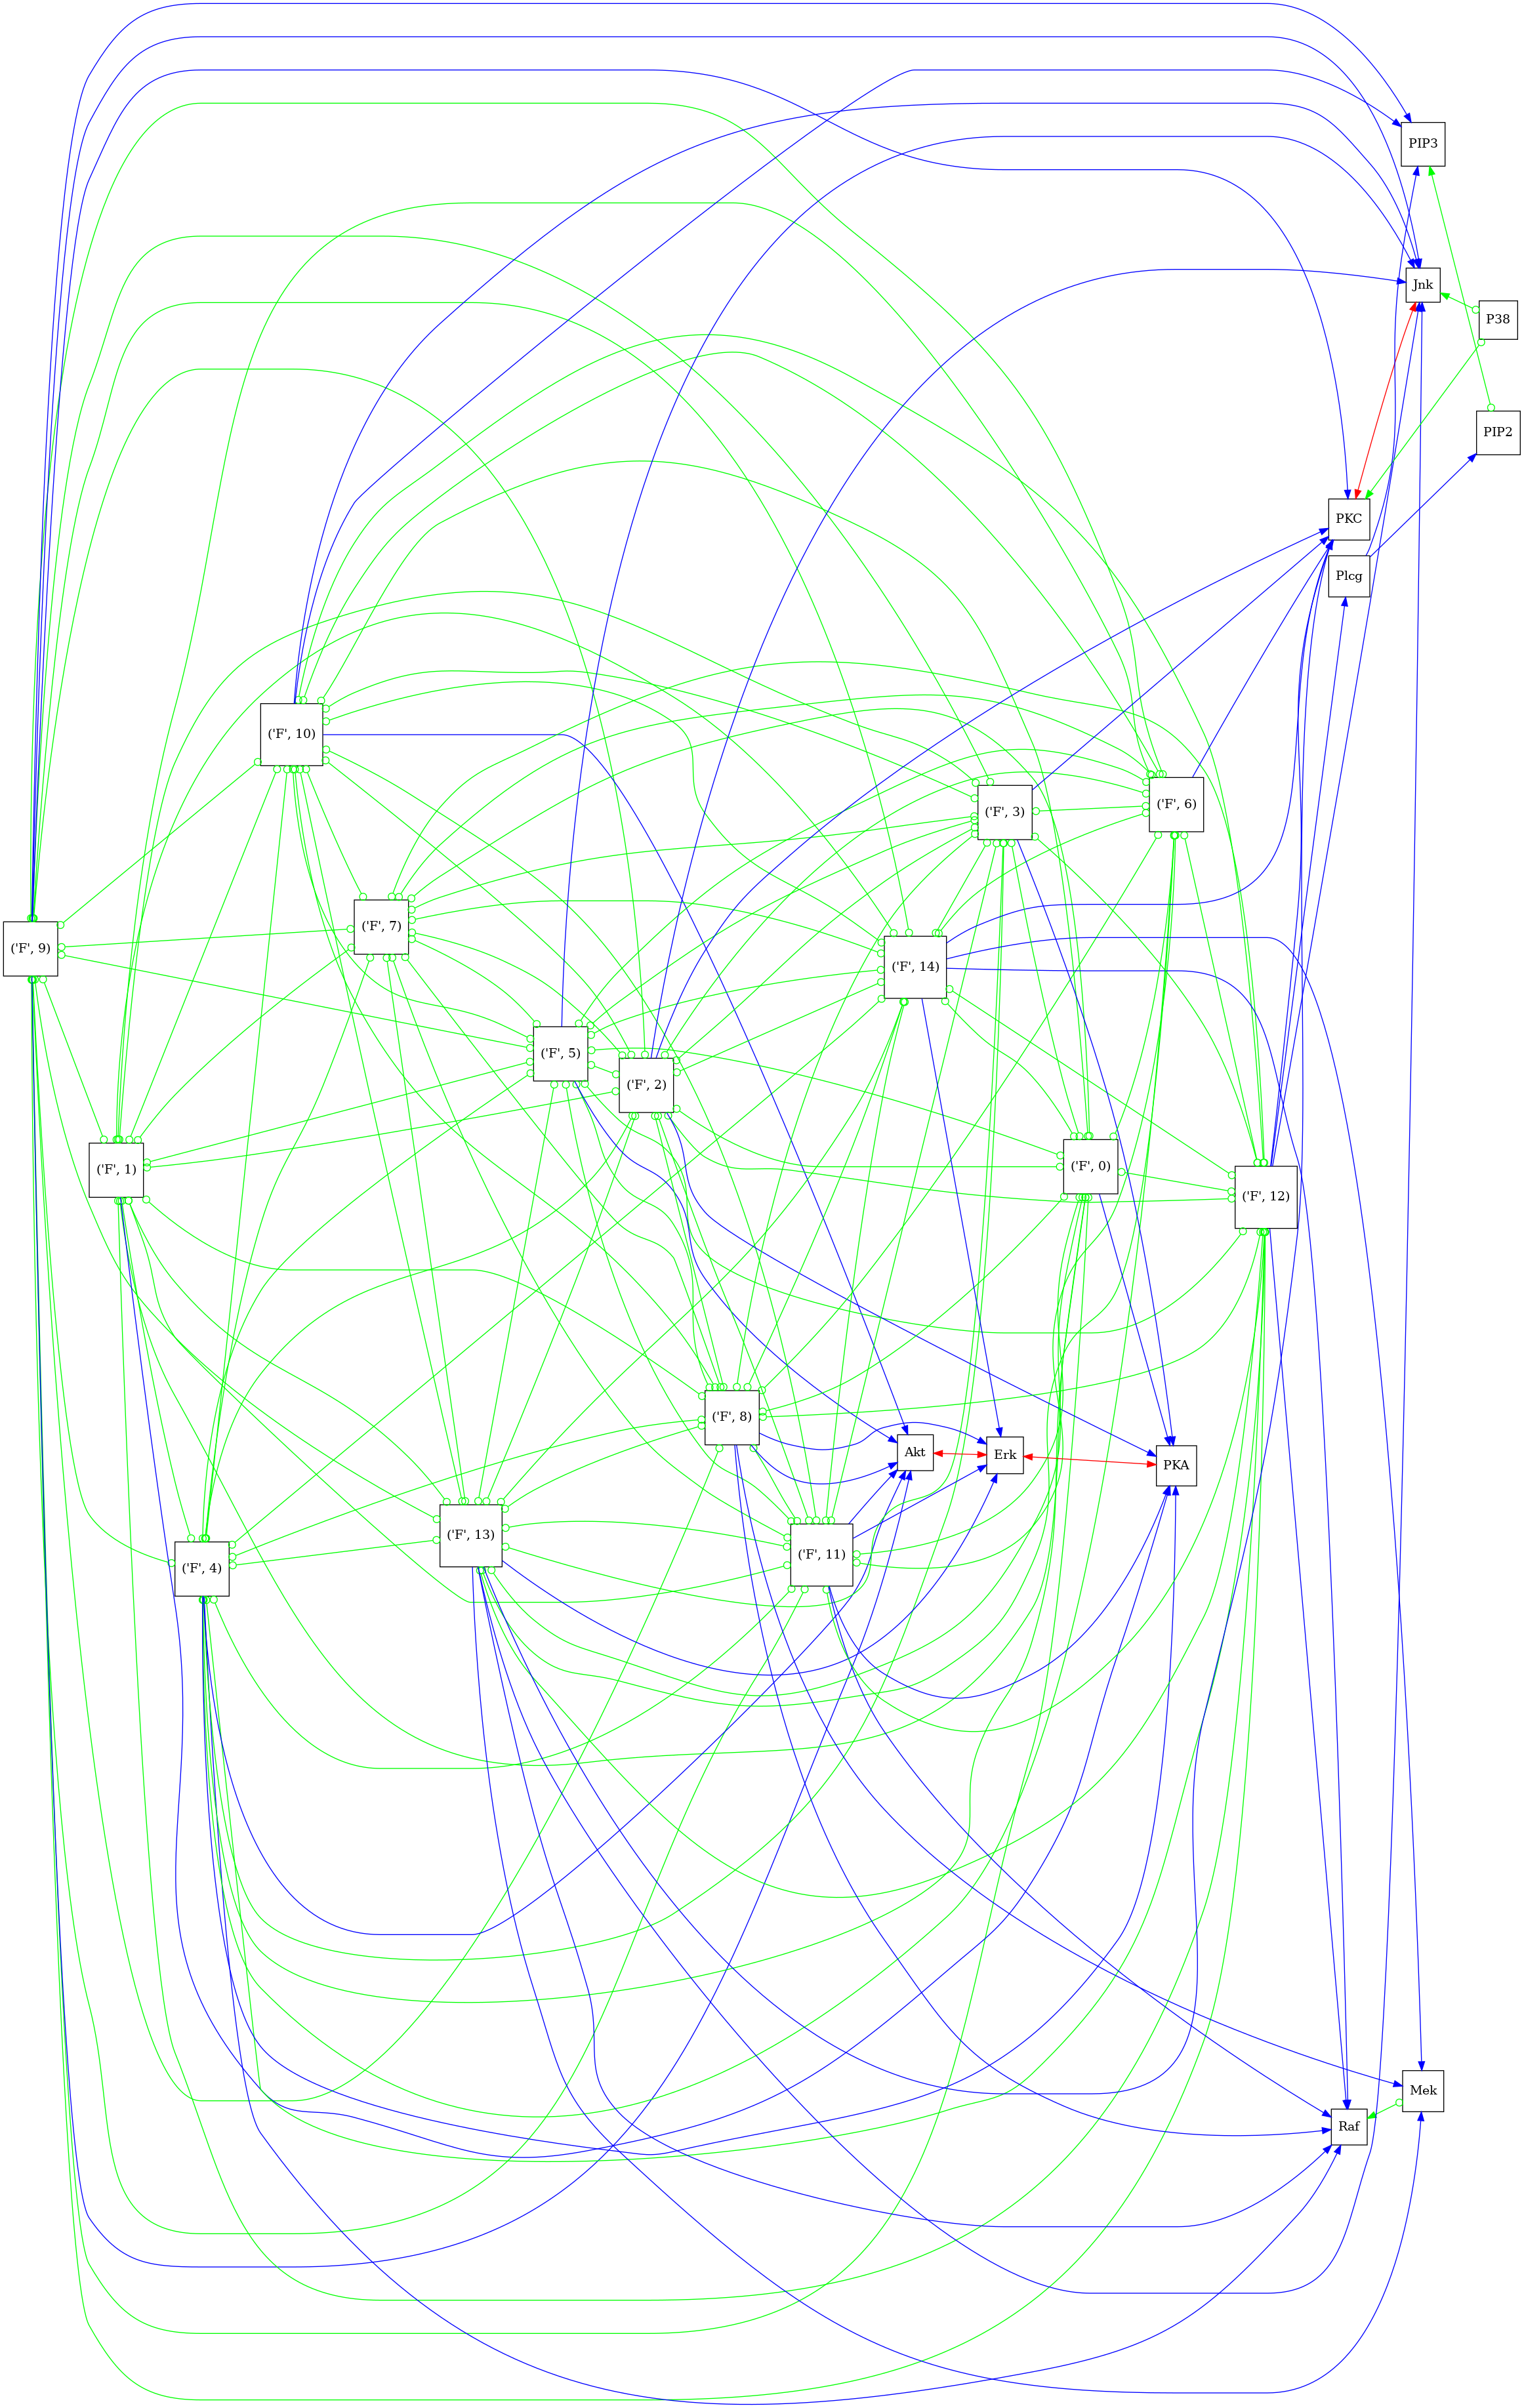 PIP3
Jnk
P38
PIP2
PKC
Plcg
('F', 10)
('F', 6)
('F', 3)
('F', 7)
('F', 9)
('F', 14)
('F', 5)
('F', 2)
('F', 1)
('F', 0)
('F', 12)
('F', 8)
Akt
Erk
PKA
('F', 13)
('F', 11)
('F', 4)
Mek
Raf